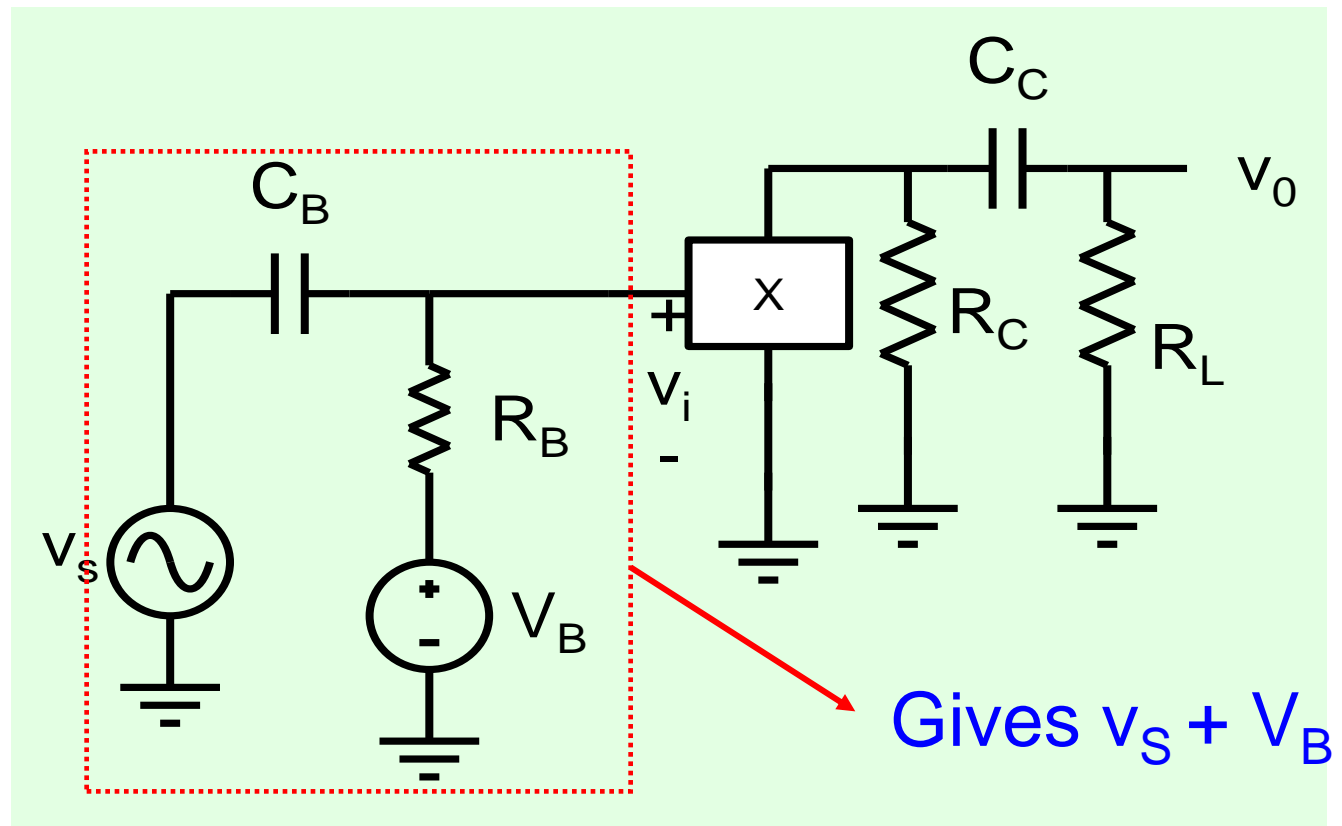 C_C
C_B
v_0
X
+
R_C
R_L
v_i
-
R_B
v_s
+
-
V_B
Gives v_S + V_B